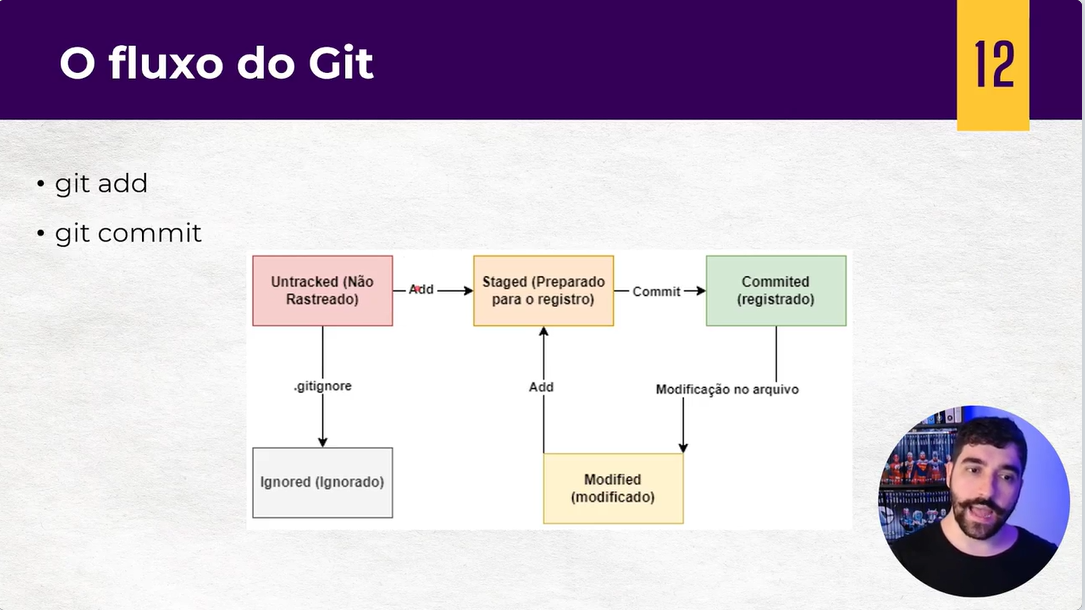 O fluxo do Git
12
• git add
• git commit
Untracked (Não
Rastreado)
Add
Staged (Preparado
para o registro)
Commit
Commited
(registrado)
.gitignore
Add
Modificação no arquivo
Ignored (Ignorado)
Modified
(modificado)